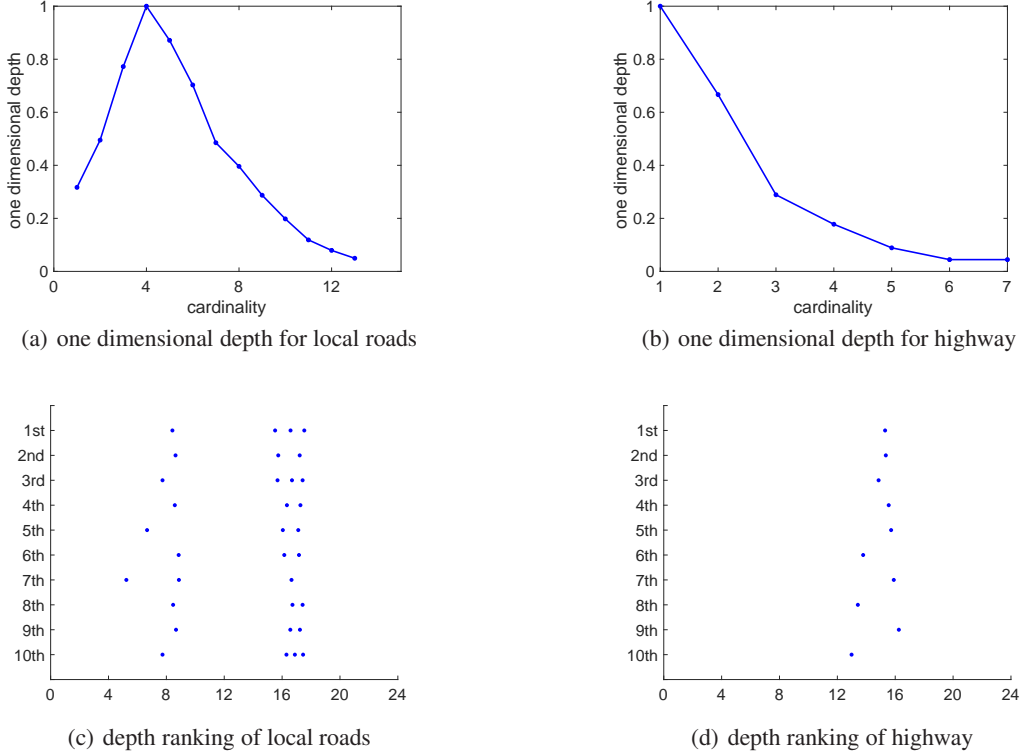 one dimensional depth
1
0.8
0.6
0.4
0.2
0
0 4 8 12
cardinality
(a) one dimensional depth for local roads
one dimensional depth
1
0.8
0.6
0.4
0.2
0
1 2 3 4 5 6 7
cardinality
(b) one dimensional depth for highway
1st
2nd
3rd
4th
5th
6th
7th
8th
9th
10th
0 4 8 12 16 20 24
(c) depth ranking of local roads
1st
2nd
3rd
4th
5th
6th
7th
8th
9th
10th
0 4 8 12 16 20 24
(d) depth ranking of highway